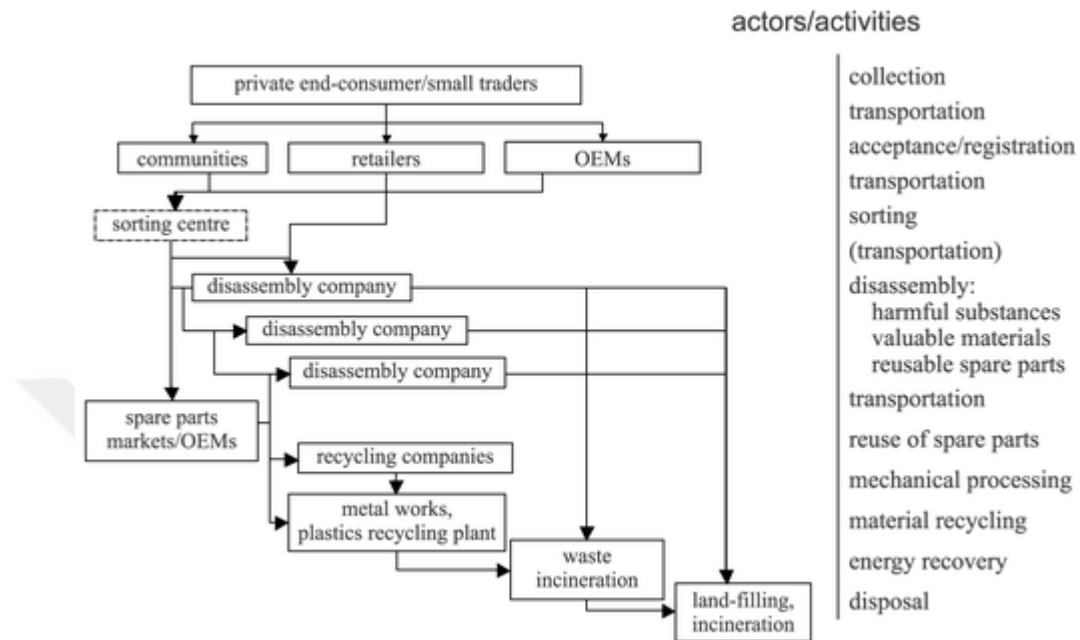 actors/activities
private end-consumer/small traders
communities
retailers
OEMs
sorting centre
disassembly company
disassembly company
disassembly company
spare parts
markets/OEMs
recycling companies
metal works,
plastics recycling plant
waste
incineration
land-filling,
incineration
collection
transportation
acceptance/registration
transportation
sorting
(transportation)
disassembly:
harmful substances
valuable materials
reusable spare parts
transportation
reuse of spare parts
mechanical processing
material recycling
energy recovery
disposal